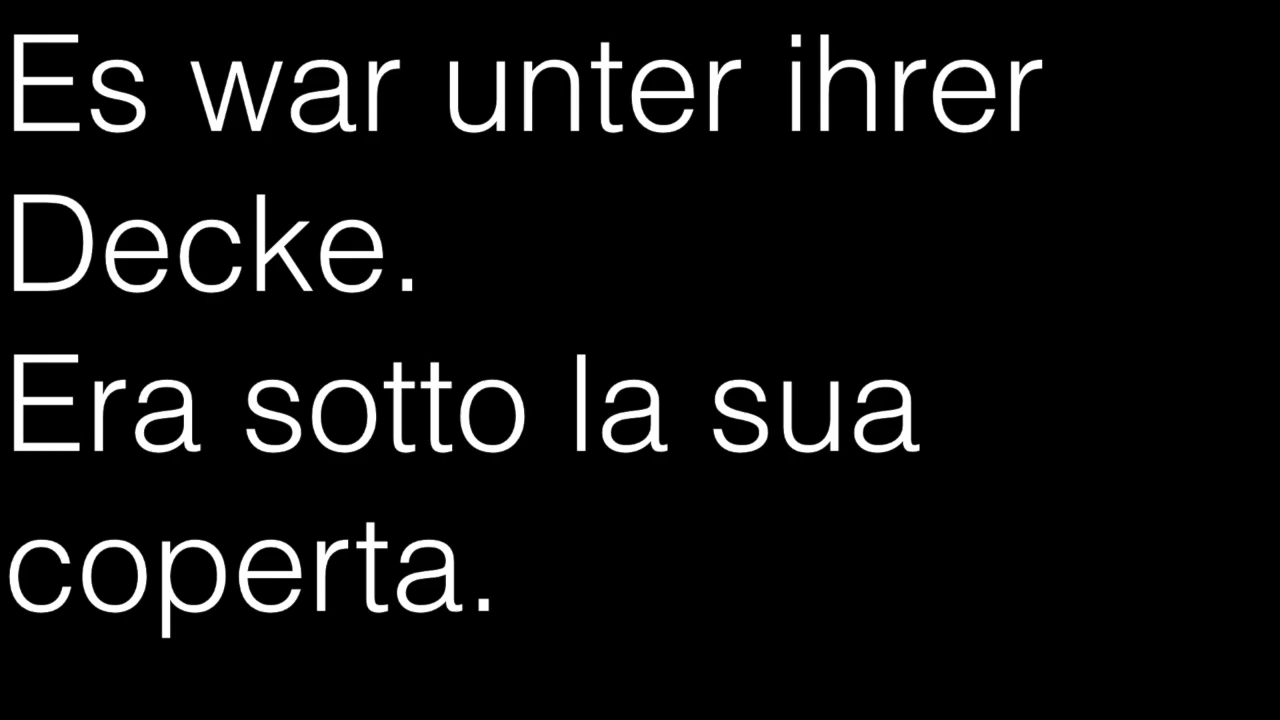 Es war unter ihrer
Decke.
Era sotto la sua
coperta.